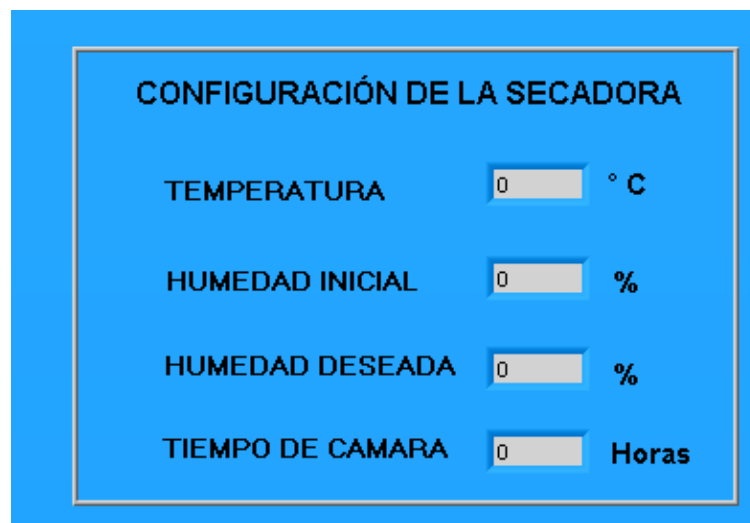 CONFIGURACIÓN DE LA SECADORA
TEMPERATURA 0 ° C
HUMEDAD INICIAL 0 %
HUMEDAD DESEADA 0 %
TIEMPO DE CAMARA 0 Horas